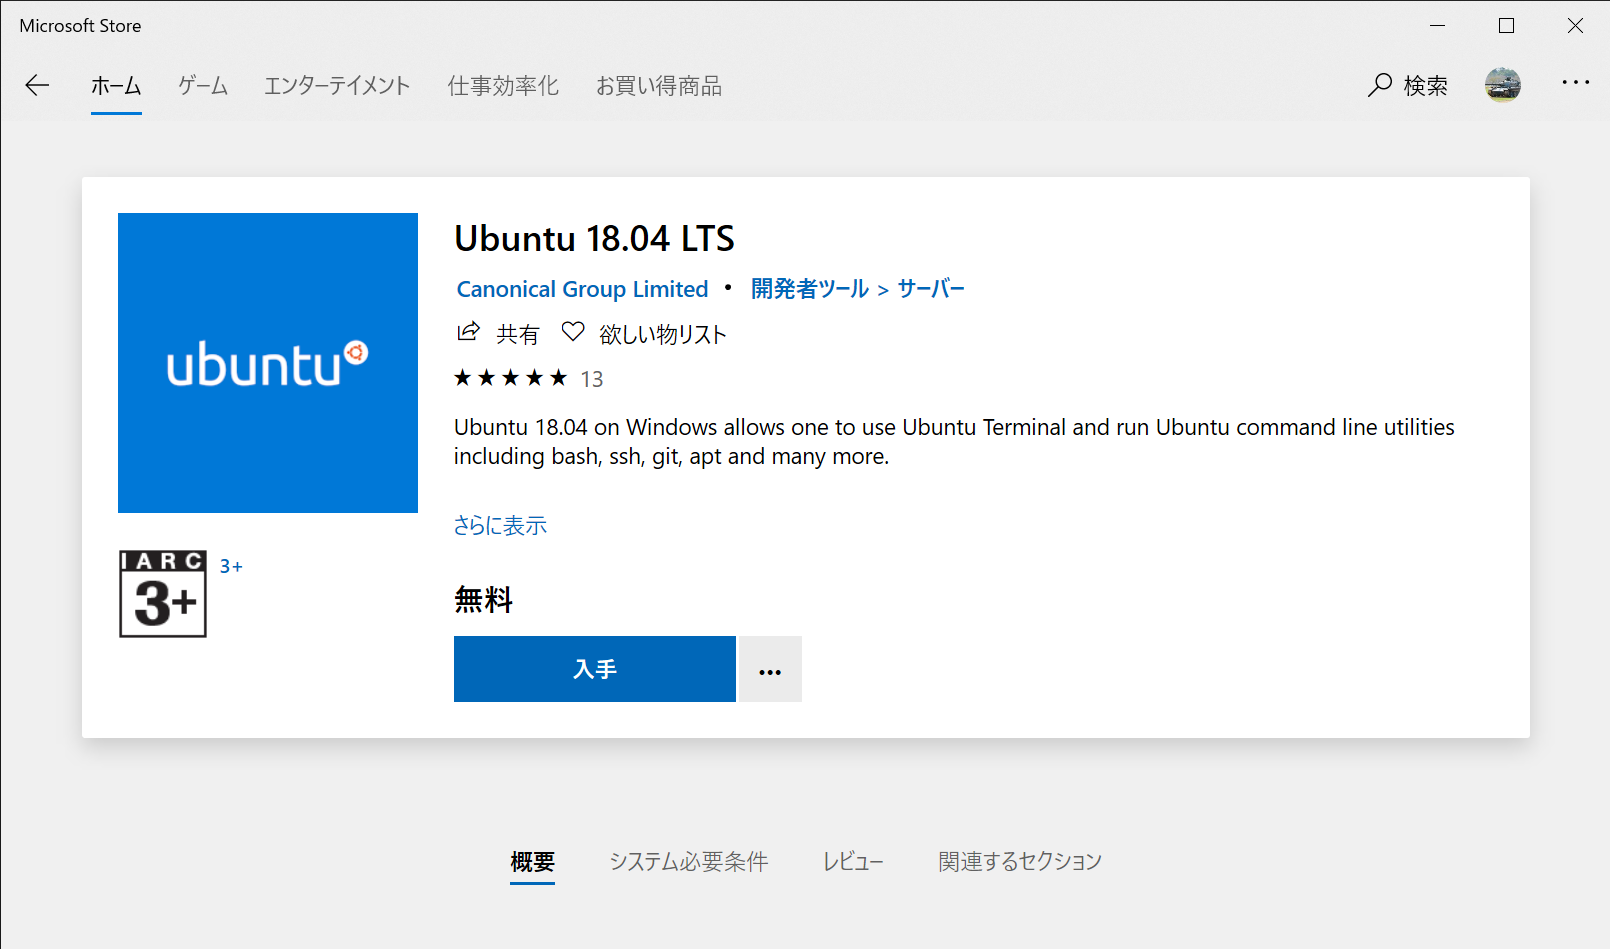 Microsoft Store
ホーム ゲーム エンターテイメント 仕事効率化 お買い得商品 検索
ubuntu
Ubuntu 18.04 LTS
Canonical Group Limited • 開発者ツール > サーバー
共有 欲しい物リスト
★★★★★ 13
Ubuntu 18.04 on Windows allows one to use Ubuntu Terminal and run Ubuntu command line utilities
including bash, ssh, git, apt and many more.
さらに表示
IARC
3+
3+
無料
入手
概要 システム必要条件 レビュー 関連するセクション